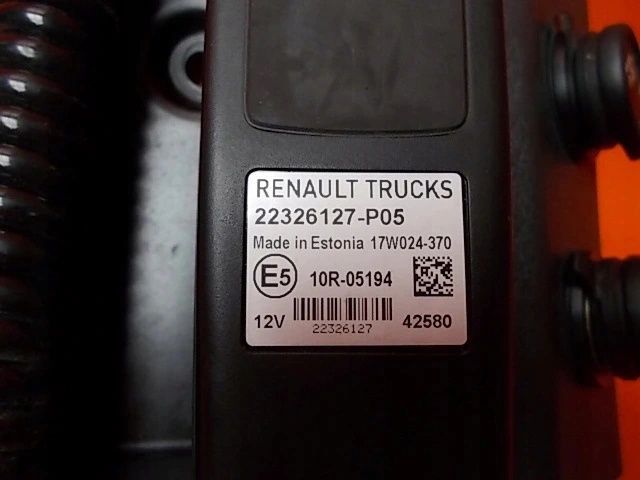 RENAULT TRUCKS
22326127-P05
Made in Estonia 17W024-370
E5 10R-05194
12V 22326127 42580